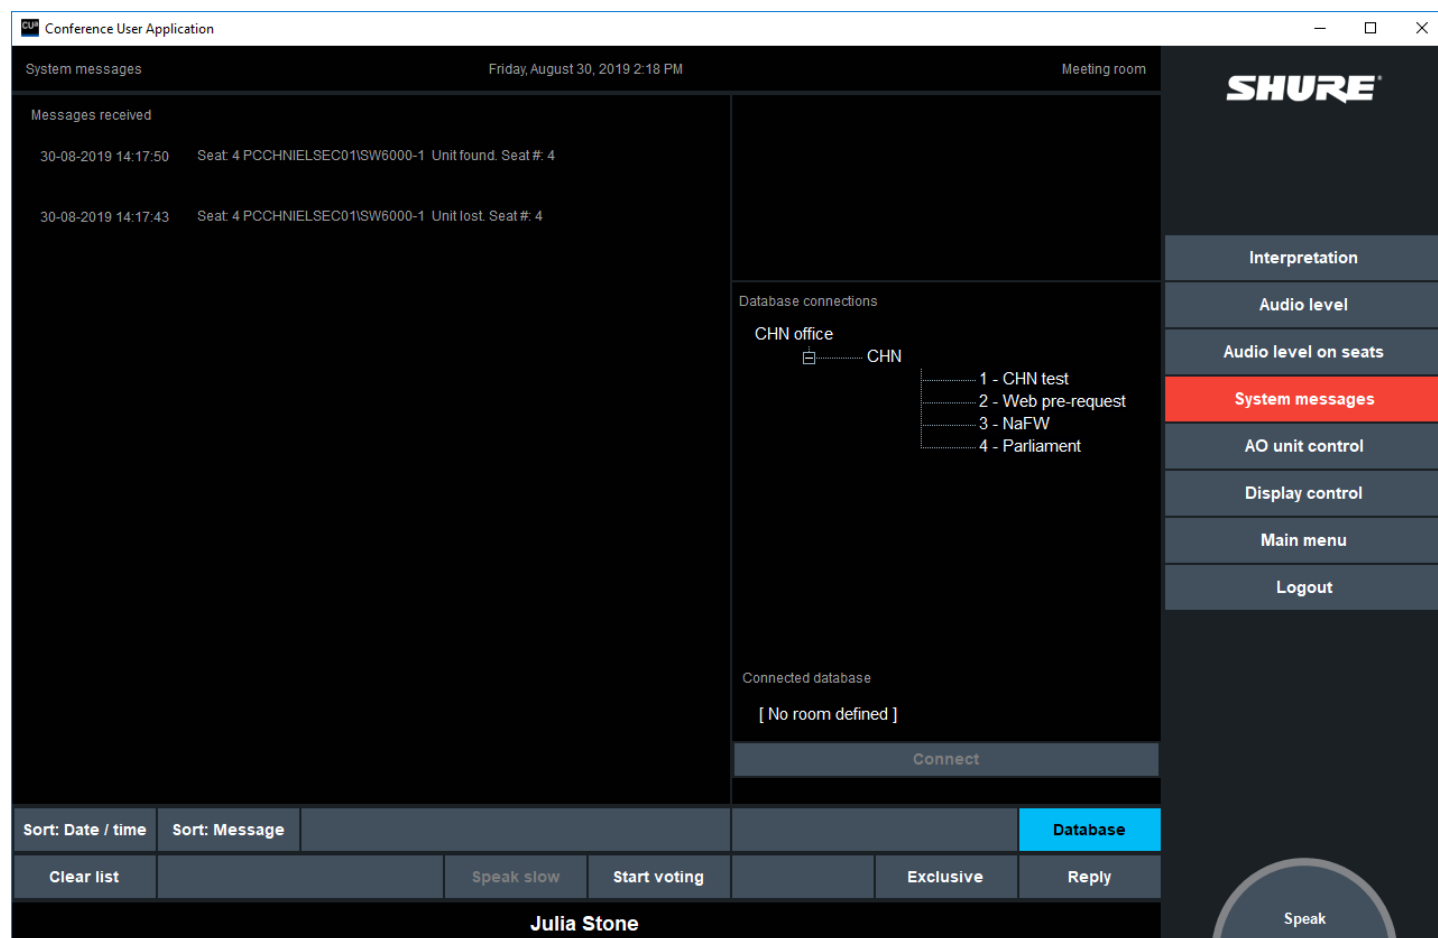 CUa Conference User Application
System messages Friday, August 30, 2019 2:18 PM Meeting room
SHURE
Messages received
30-08-2019 14:17:50 Seat: 4 PCCHNIELSEC01\SW6000-1 Unit found. Seat #: 4
30-08-2019 14:17:43 Seat: 4 PCCHNIELSEC01\SW6000-1 Unit lost. Seat #: 4
Database connections
CHN office
CHN
1 - CHN test
2 - Web pre-request
3 - NaFW
4 - Parliament
Connected database
[ No room defined ]
Connect
Interpretation
Audio level
Audio level on seats
System messages
AO unit control
Display control
Main menu
Logout
Sort: Date / time Sort: Message Database
Clear list Speak slow Start voting Exclusive Reply
Julia Stone
Speak